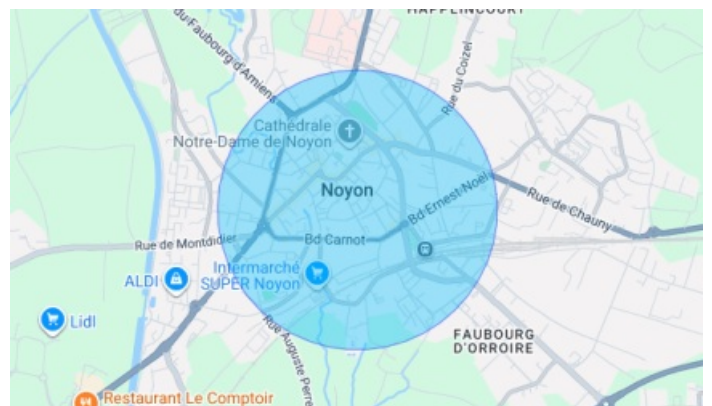 HAPPLINCOURT
du Faubourg d'Amiens
Rue du Coizel
Cathédrale
Notre-Dame de Noyon
Noyon
Bd Ernest Noël
Rue de Chauny
Rue de Montdidier
Bd Carnot
ALDI
Intermarché
SUPER Noyon
Lidl
Rue Auguste Perre
FAUBOURG
D'ORROIRE
Restaurant Le Comptoir